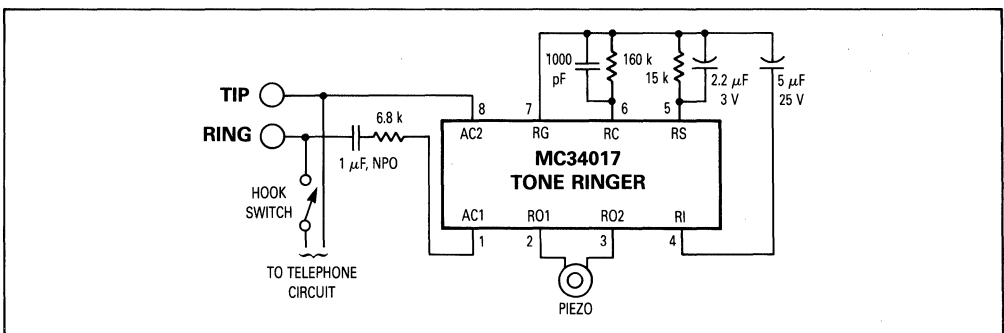 1000
pF
160 k
15 k
2.2 μF
3 V
5 μF
25 V
TIP
RING
6.8 k
1 μF, NPO
8
7
6
5
AC2
RG
RC
RS
MC34017
TONE RINGER
HOOK
SWITCH
AC1
RO1
RO2
RI
1
2
3
4
TO TELEPHONE
CIRCUIT
PIEZO